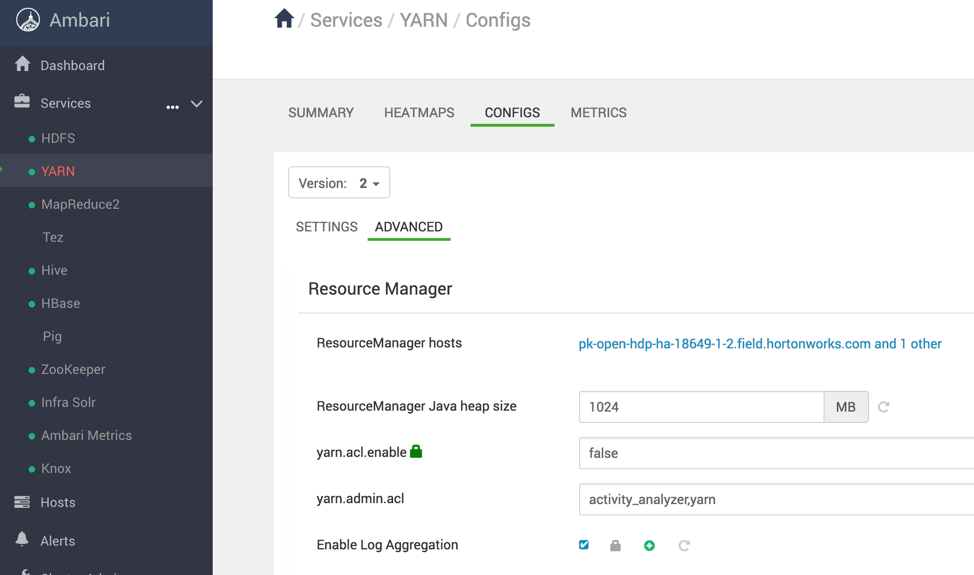 Ambari
/ Services / YARN / Configs
Dashboard
Services ...
SUMMARY HEATMAPS CONFIGS METRICS
HDFS
YARN
Version: 2
MapReduce2
SETTINGS ADVANCED
Tez
Hive
Resource Manager
HBase
Pig
ResourceManager hosts pk-open-hdp-ha-18649-1-2.field.hortonworks.com and 1 other
ZooKeeper
Infra Solr
ResourceManager Java heap size 1024 MB
Ambari Metrics
yarn.acl.enable false
Knox
yarn.admin.acl activity_analyzer,yarn
Hosts
Alerts
Enable Log Aggregation